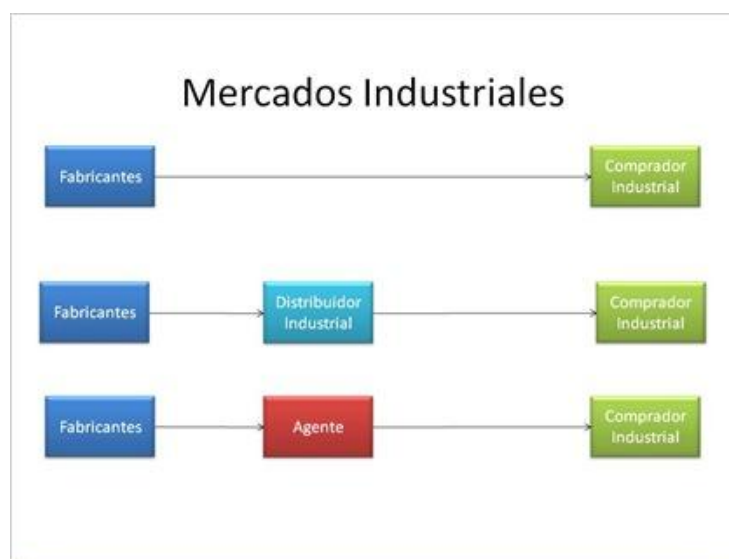 Mercados Industriales
Fabricantes
Comprador
Industrial
Fabricantes
Distribuidor
Industrial
Comprador
Industrial
Fabricantes
Agente
Comprador
Industrial